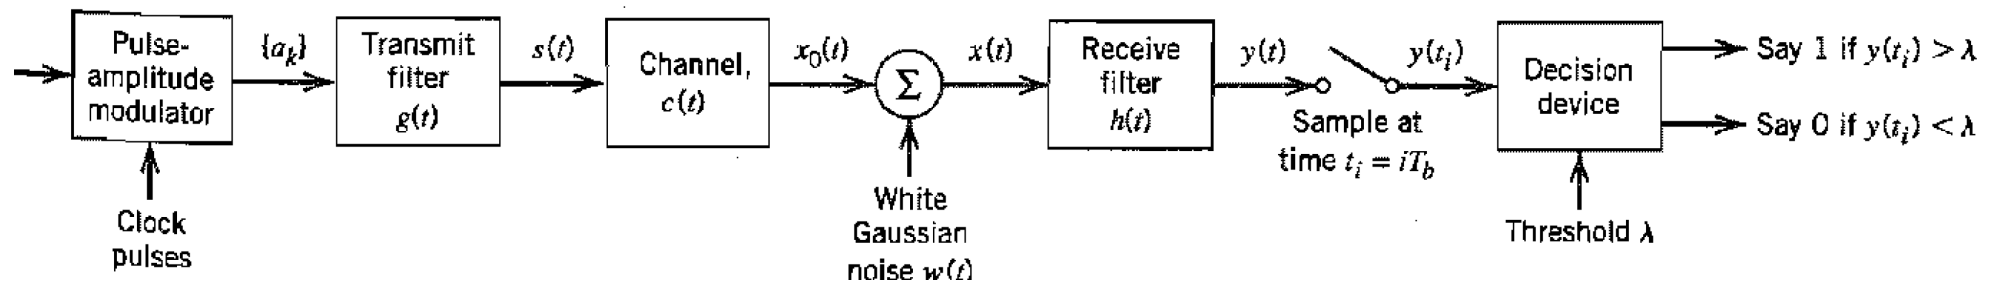 Pulse-
amplitude
modulator
{a_k}
Transmit
filter
g(t)
s(t)
Channel,
c(t)
x_0(t)
Σ
x(t)
Receive
filter
h(t)
y(t)
y(t_i)
Decision
device
Say 1 if y(t_i) > λ
Say 0 if y(t_i) < λ
Sample at
time t_i = iT_b
Clock
pulses
White
Gaussian
noise w(t)
Threshold λ